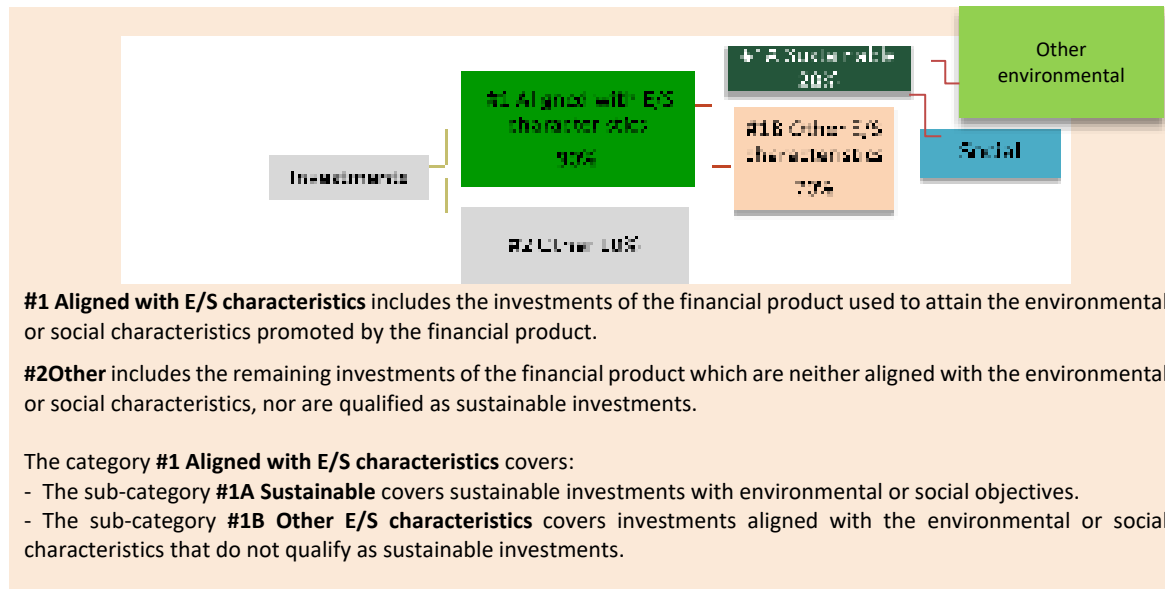 Other
environmental
#1A Sustainable
20%
#1 Aligned with E/S
characteristics
90%
#1B Other E/S
characteristics
70%
Social
Investments
#2 Other 10%
#1 Aligned with E/S characteristics includes the investments of the financial product used to attain the environmental
or social characteristics promoted by the financial product.
#2Other includes the remaining investments of the financial product which are neither aligned with the environmental
or social characteristics, nor are qualified as sustainable investments.
The category #1 Aligned with E/S characteristics covers:
- The sub-category #1A Sustainable covers sustainable investments with environmental or social objectives.
- The sub-category #1B Other E/S characteristics covers investments aligned with the environmental or social
characteristics that do not qualify as sustainable investments.